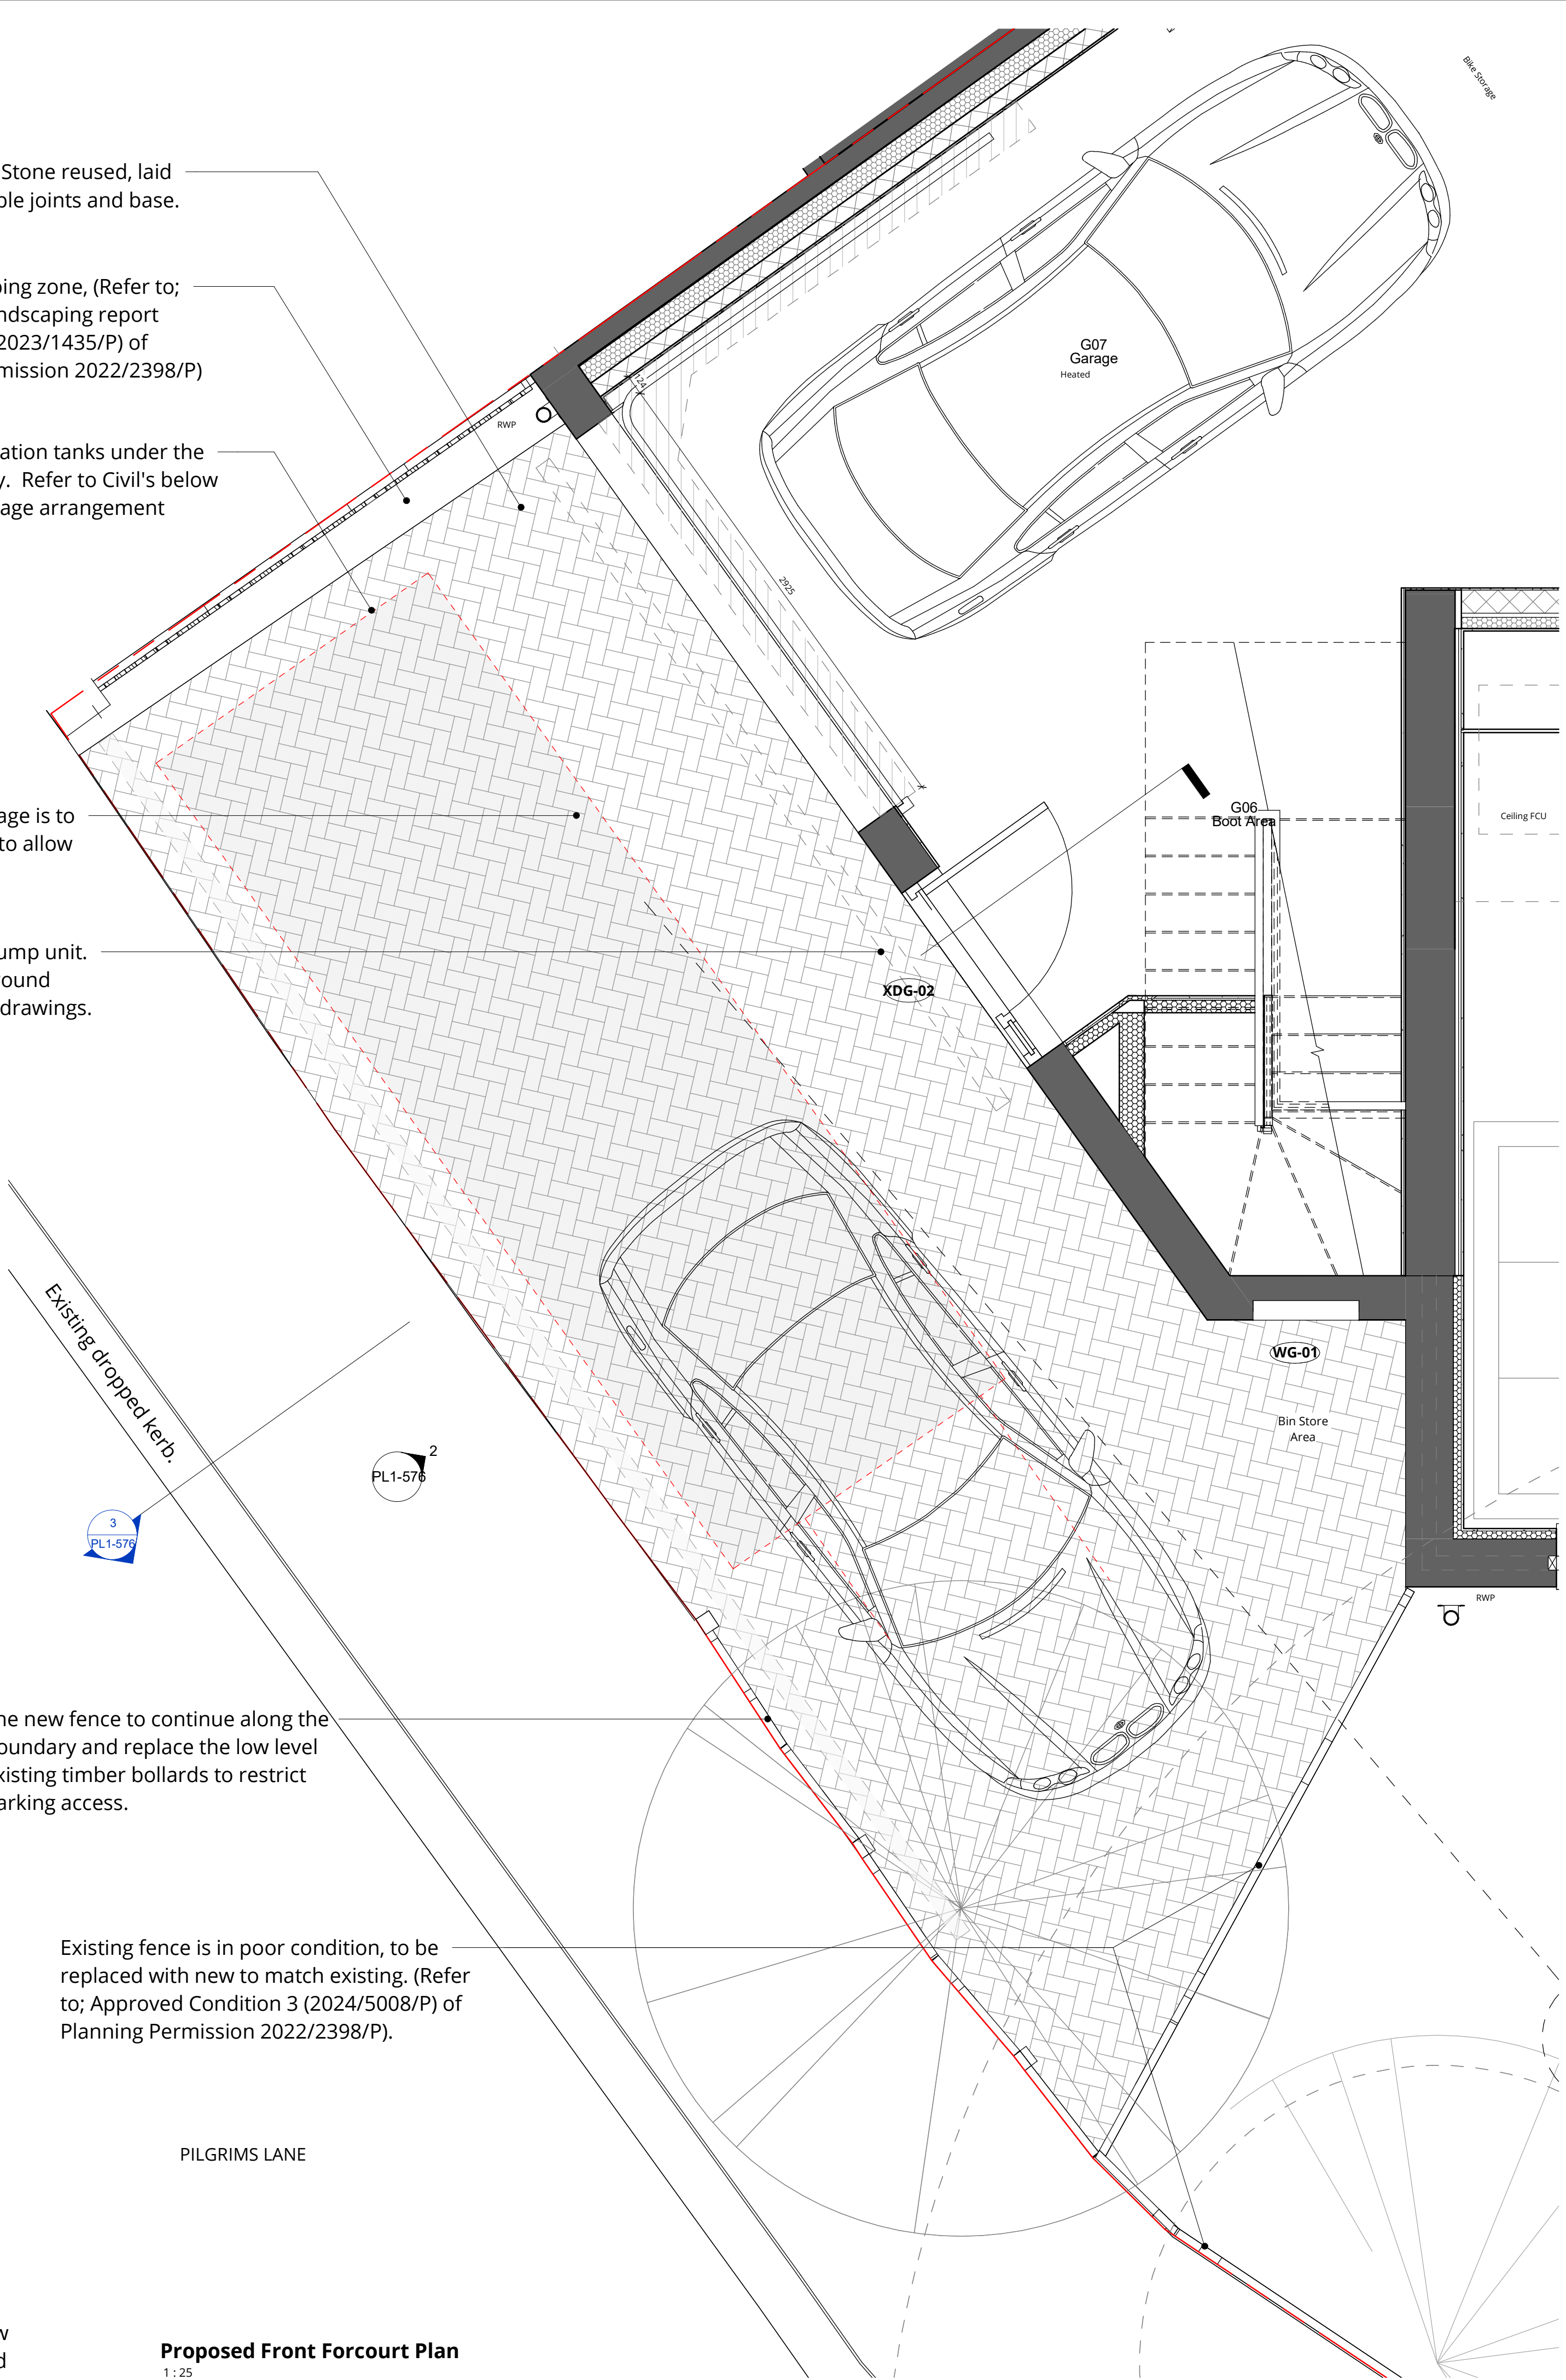 Bike Storage
Stone reused, laid
ble joints and base.
ping zone, (Refer to;
ndscaping report
2023/1435/P) of
mission 2022/2398/P)
G07
Garage
Heated
124
RWP
ation tanks under the
y.  Refer to Civil's below
age arrangement
2925
age is to
to allow
G06
Boot Area
Ceiling FCU
ump unit.
ound
drawings.
XDG-02
Existing dropped kerb.
WG-01
Bin Store
Area
2
PL1-576
3
PL1-576
RWP
he new fence to continue along the
oundary and replace the low level
xisting timber bollards to restrict
arking access.
Existing fence is in poor condition, to be
replaced with new to match existing. (Refer
to; Approved Condition 3 (2024/5008/P) of
Planning Permission 2022/2398/P).
PILGRIMS LANE
w
d
Proposed Front Forcourt Plan
1 : 25